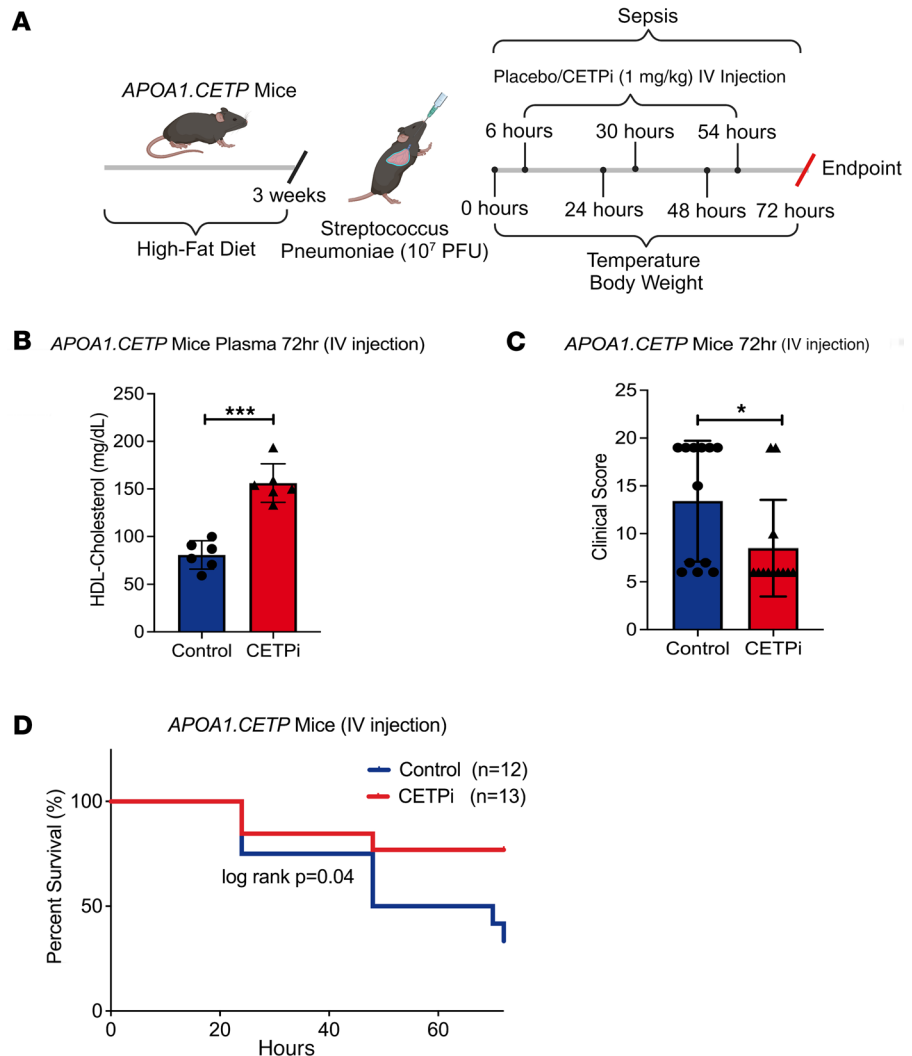 A
Sepsis
Placebo/CETPi (1 mg/kg) IV Injection
APOA1.CETP Mice
6 hours 30 hours 54 hours
Endpoint
3 weeks
0 hours 24 hours 48 hours 72 hours
High-Fat Diet
Streptococcus
Pneumoniae (10⁷ PFU)
Temperature
Body Weight
B APOA1.CETP Mice Plasma 72hr (IV injection)
HDL-Cholesterol (mg/dL)
250
200
150
100
50
0
***
Control CETPi
C APOA1.CETP Mice 72hr (IV injection)
Clinical Score
25
20
15
10
5
0
*
Control CETPi
D APOA1.CETP Mice (IV injection)
Control (n=12)
CETPi (n=13)
Percent Survival (%)
100
50
0
log rank p=0.04
0 20 40 60
Hours